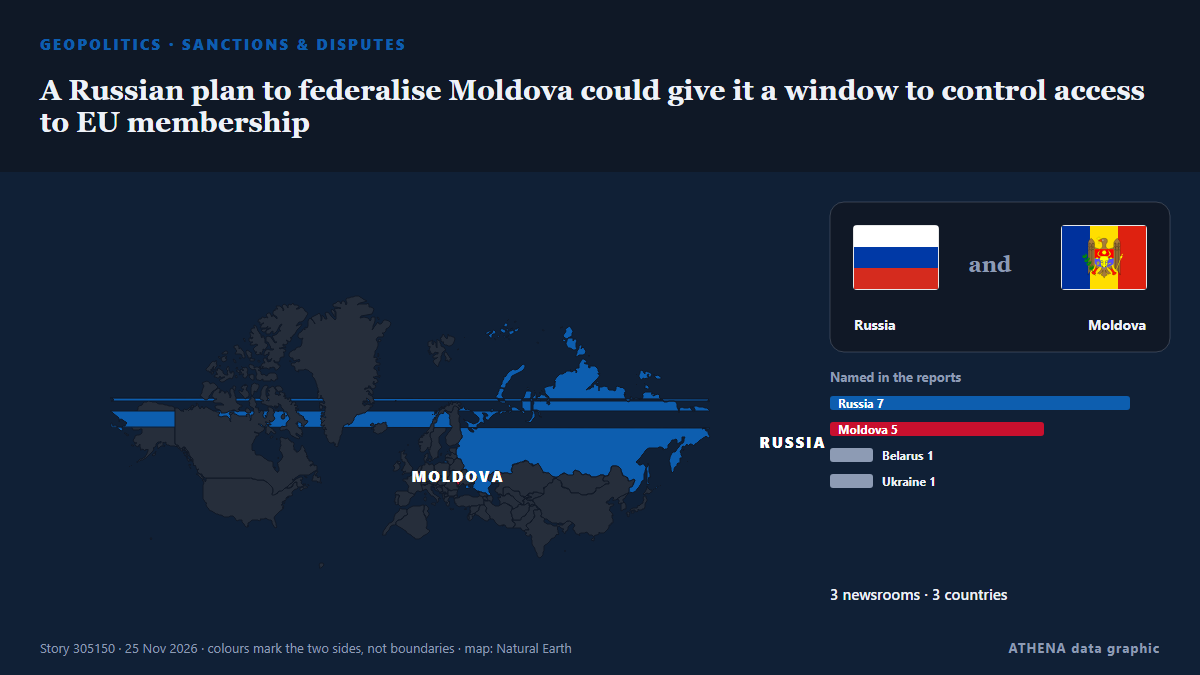 GEOPOLITICS · SANCTIONS & DISPUTES
A Russian plan to federalise Moldova could give it a window to control access
to EU membership
and
Russia
Moldova
Named in the reports
Russia 7
Moldova 5
Belarus 1
Ukraine 1
RUSSIA
MOLDOVA
3 newsrooms · 3 countries
Story 305150 · 25 Nov 2026 · colours mark the two sides, not boundaries · map: Natural Earth
ATHENA data graphic